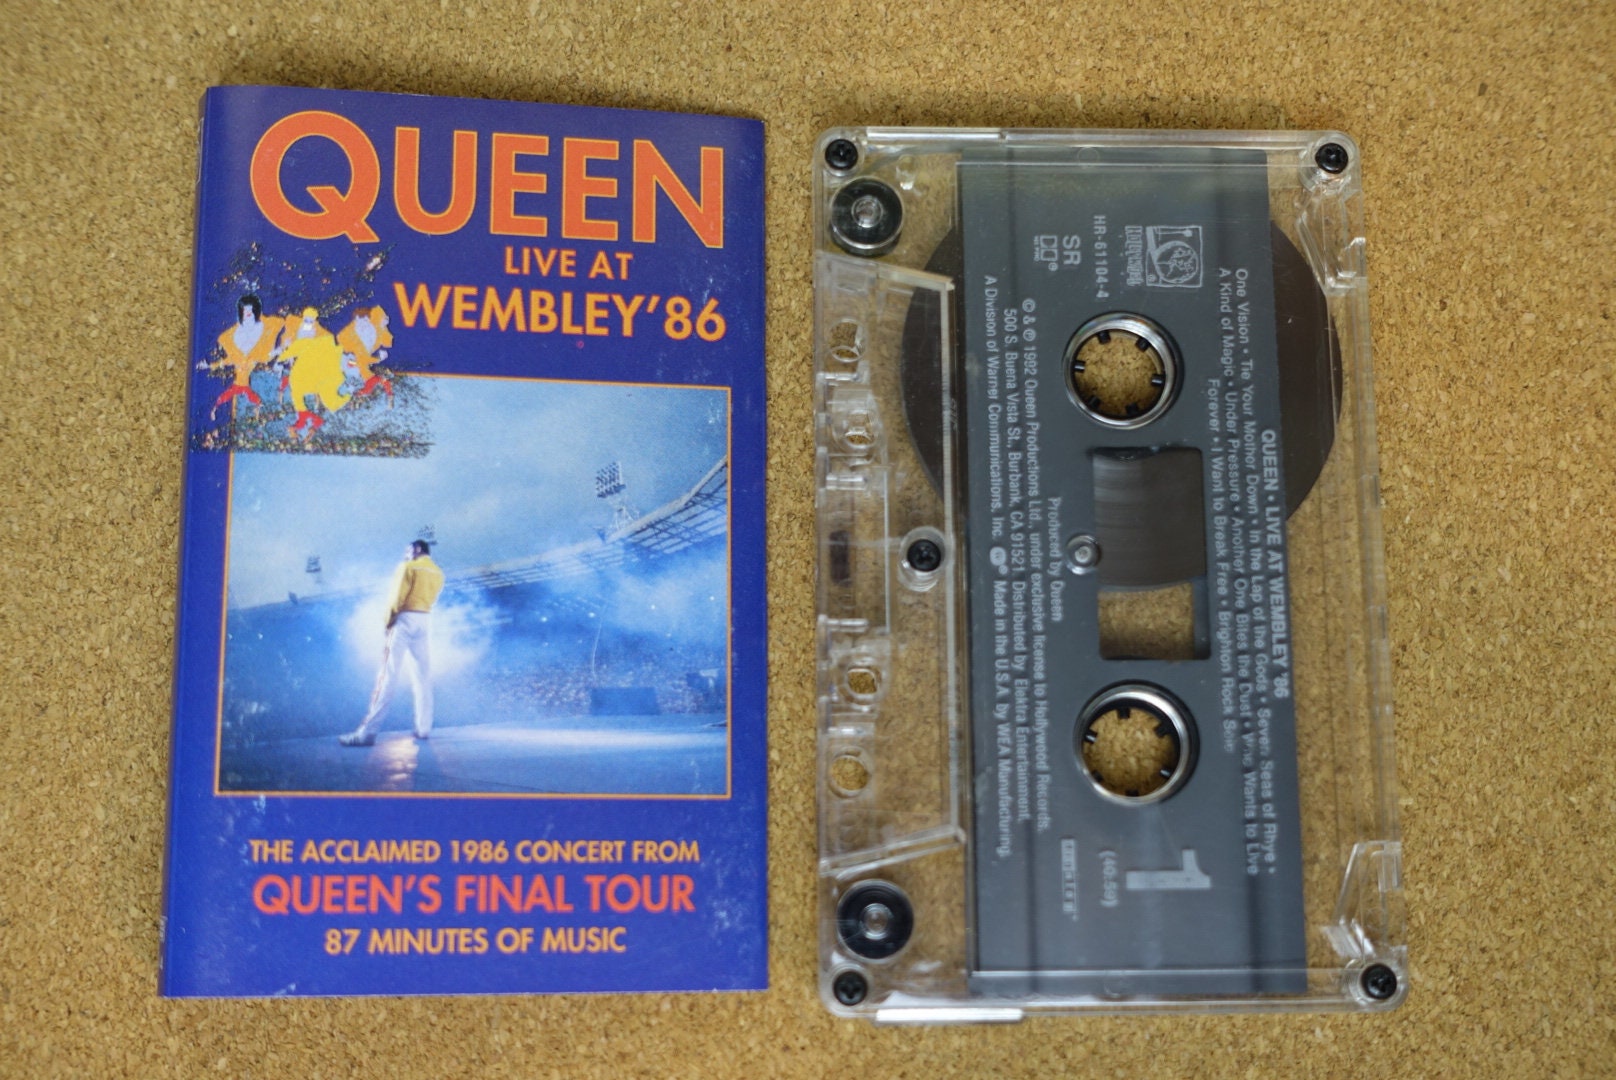 QUEEN
LIVE AT
WEMBLEY '86
THE ACCLAIMED 1986 CONCERT FROM
QUEEN'S FINAL TOUR
87 MINUTES OF MUSIC
QUEEN • LIVE AT WEMBLEY '86
One Vision • Tie Your Mother Down • In the Lap of the Gods • Seven Seas of Rhye •
A Kind of Magic • Under Pressure • Another One Bites the Dust • Who Wants to Live
Forever • I Want to Break Free • Brighton Rock Solo
HR-61104-4
SR
1
(40:59)
Produced by Queen
© & ℗ 1992 Queen Productions Ltd., under exclusive license to Hollywood Records.
500 S. Buena Vista St., Burbank, CA 91521 Distributed by Elektra Entertainment,
A Division of Warner Communications, Inc. Made in the U.S.A. by WEA Manufacturing.